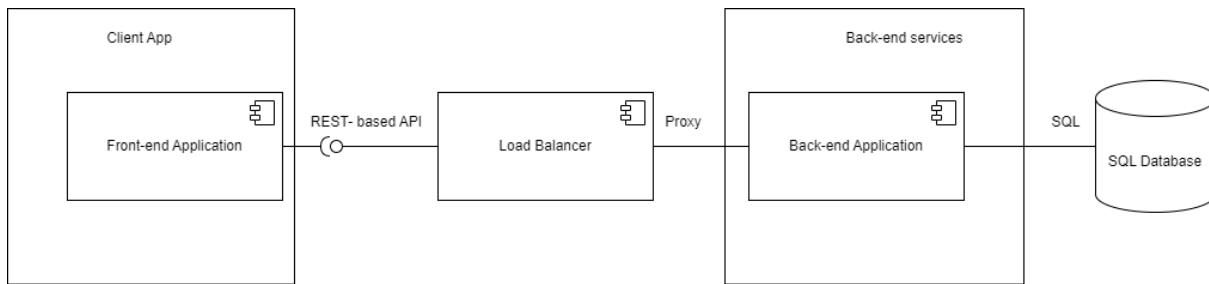 Client App
Back-end services
REST- based API
Proxy
SQL
Front-end Application
Load Balancer
Back-end Application
SQL Database